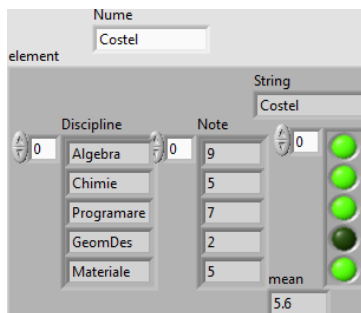 Nume
Costel
element
String
Costel
Discipline
Note
0
0
0
Algebra
9
Chimie
5
Programare
7
GeomDes
2
Materiale
5
mean
5.6